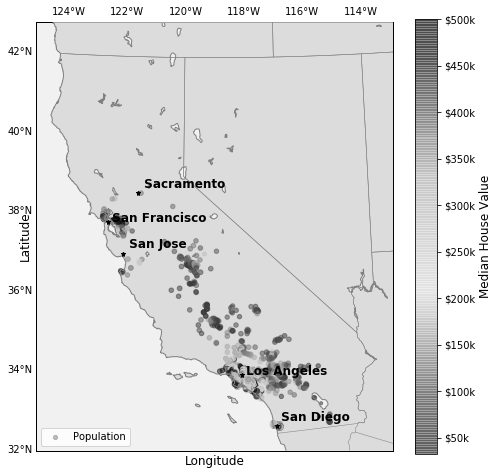 124°W 122°W 120°W 118°W 116°W 114°W
42°N
40°N
38°N
36°N
34°N
32°N
Latitude
Longitude
Sacramento
San Francisco
San Jose
Los Angeles
San Diego
Population
$500k
$450k
$400k
$350k
$300k
$250k
$200k
$150k
$100k
$50k
Median House Value